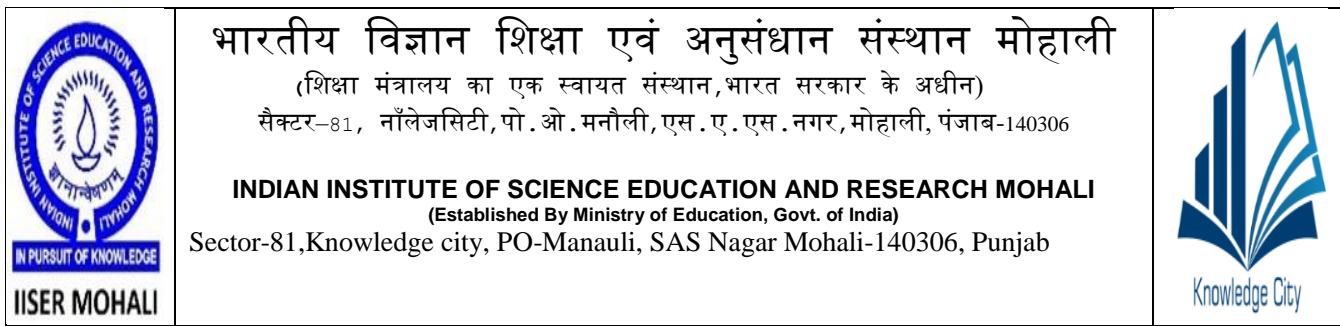 INDIAN INSTITUTE OF SCIENCE EDUCATION AND RESEARCH MOHALI
ज्ञानान्वेषणम्
IN PURSUIT OF KNOWLEDGE
IISER MOHALI
भारतीय विज्ञान शिक्षा एवं अनुसंधान संस्थान मोहाली
(शिक्षा मंत्रालय का एक स्वायत संस्थान,भारत सरकार के अधीन)
सैक्टर–81, नॉलेजसिटी,पो.ओ.मनौली,एस.ए.एस.नगर,मोहाली, पंजाब-140306
INDIAN INSTITUTE OF SCIENCE EDUCATION AND RESEARCH MOHALI
(Established By Ministry of Education, Govt. of India)
Sector-81,Knowledge city, PO-Manauli, SAS Nagar Mohali-140306, Punjab
Knowledge City